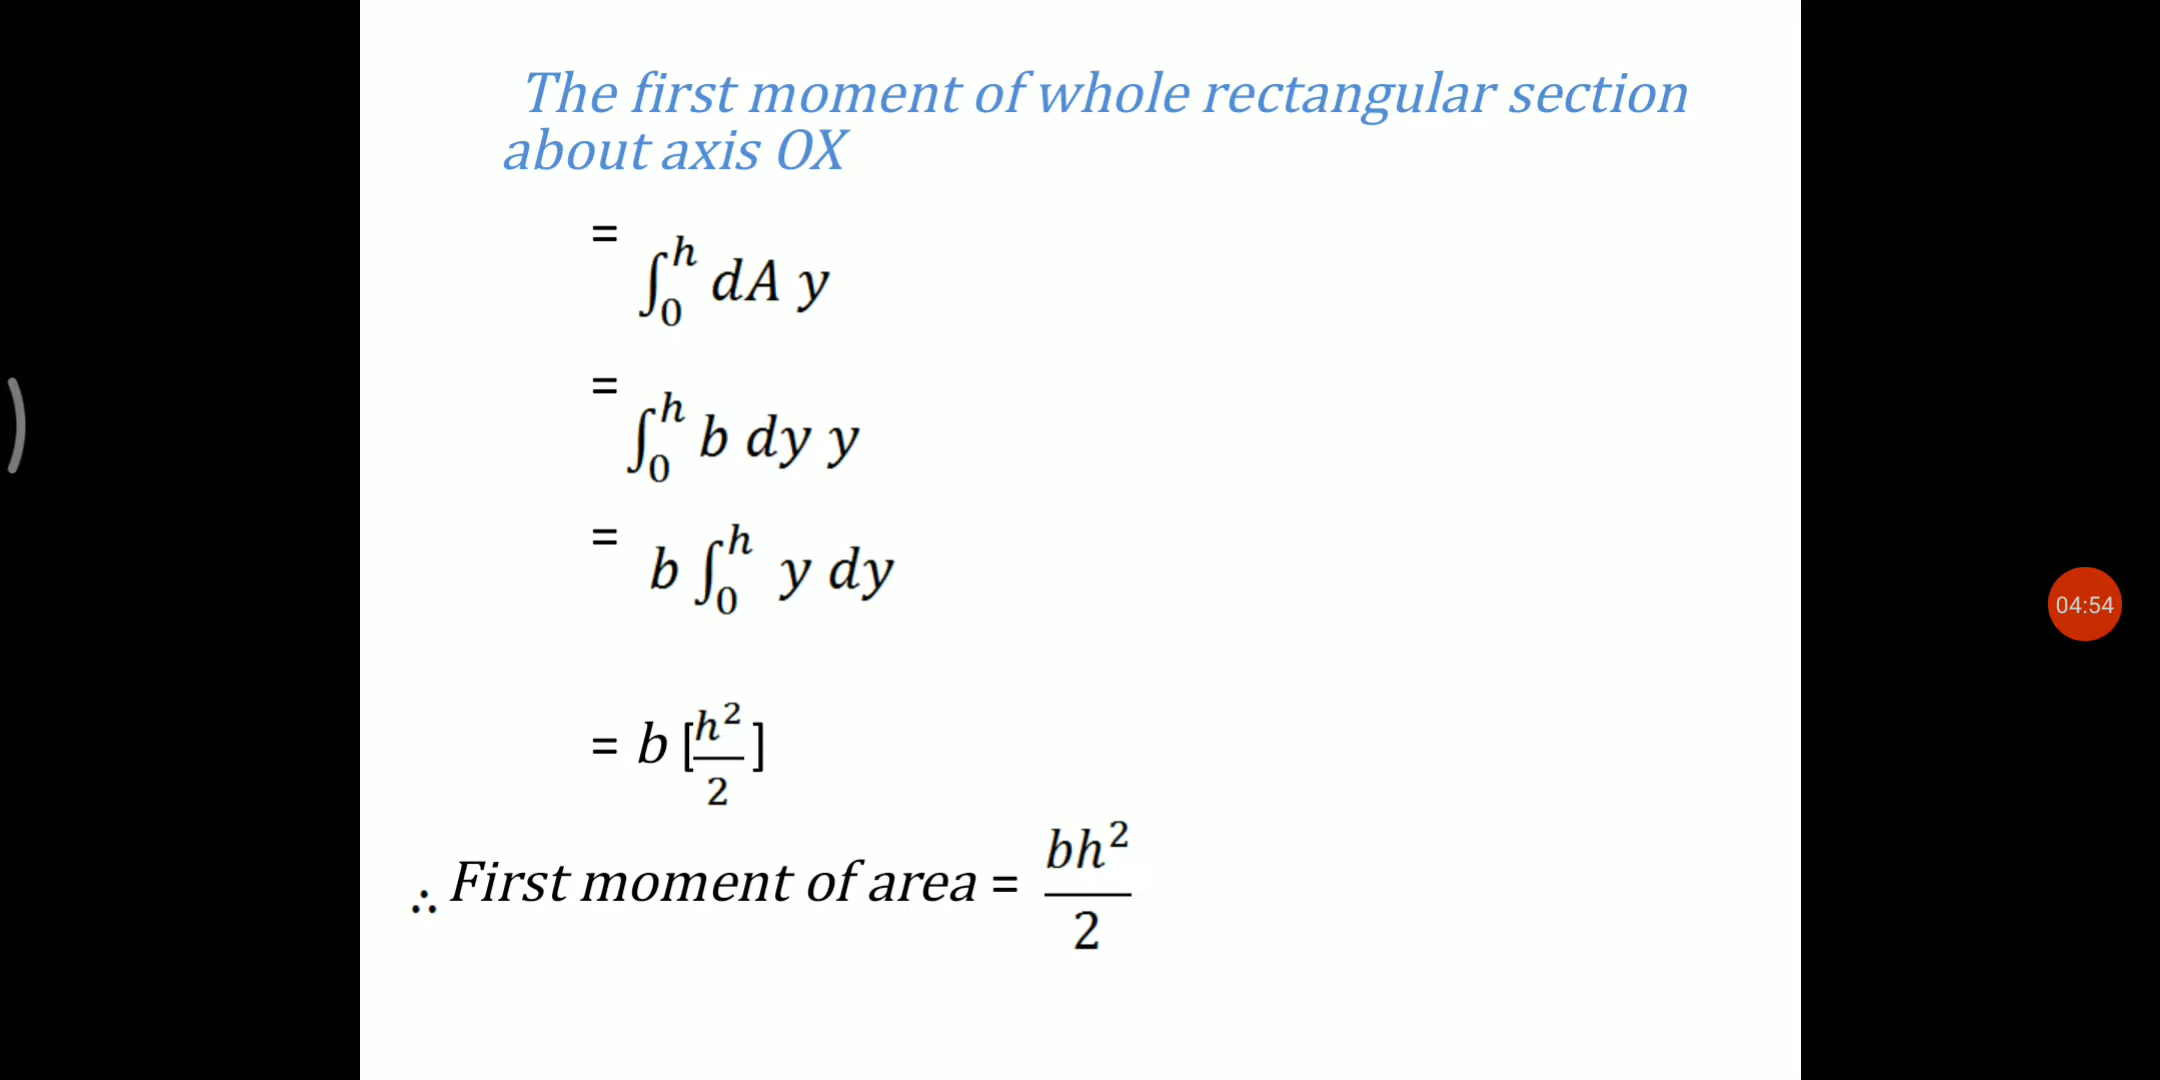 The first moment of whole rectangular section
about axis OX
= ∫₀ʰ dA y
= ∫₀ʰ b dy y
= b ∫₀ʰ y dy
= b [h²/2]
∴ First moment of area = bh²/2
04:54